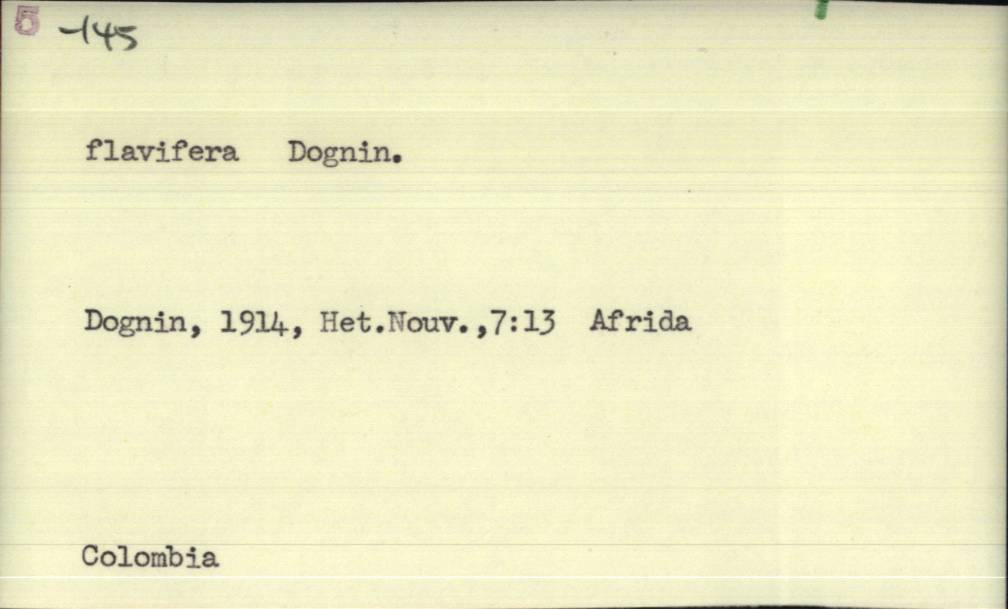 5 -145
flavifera Dognin.
Dognin, 1914, Het.Nouv.,7:13 Afrida
Colombia